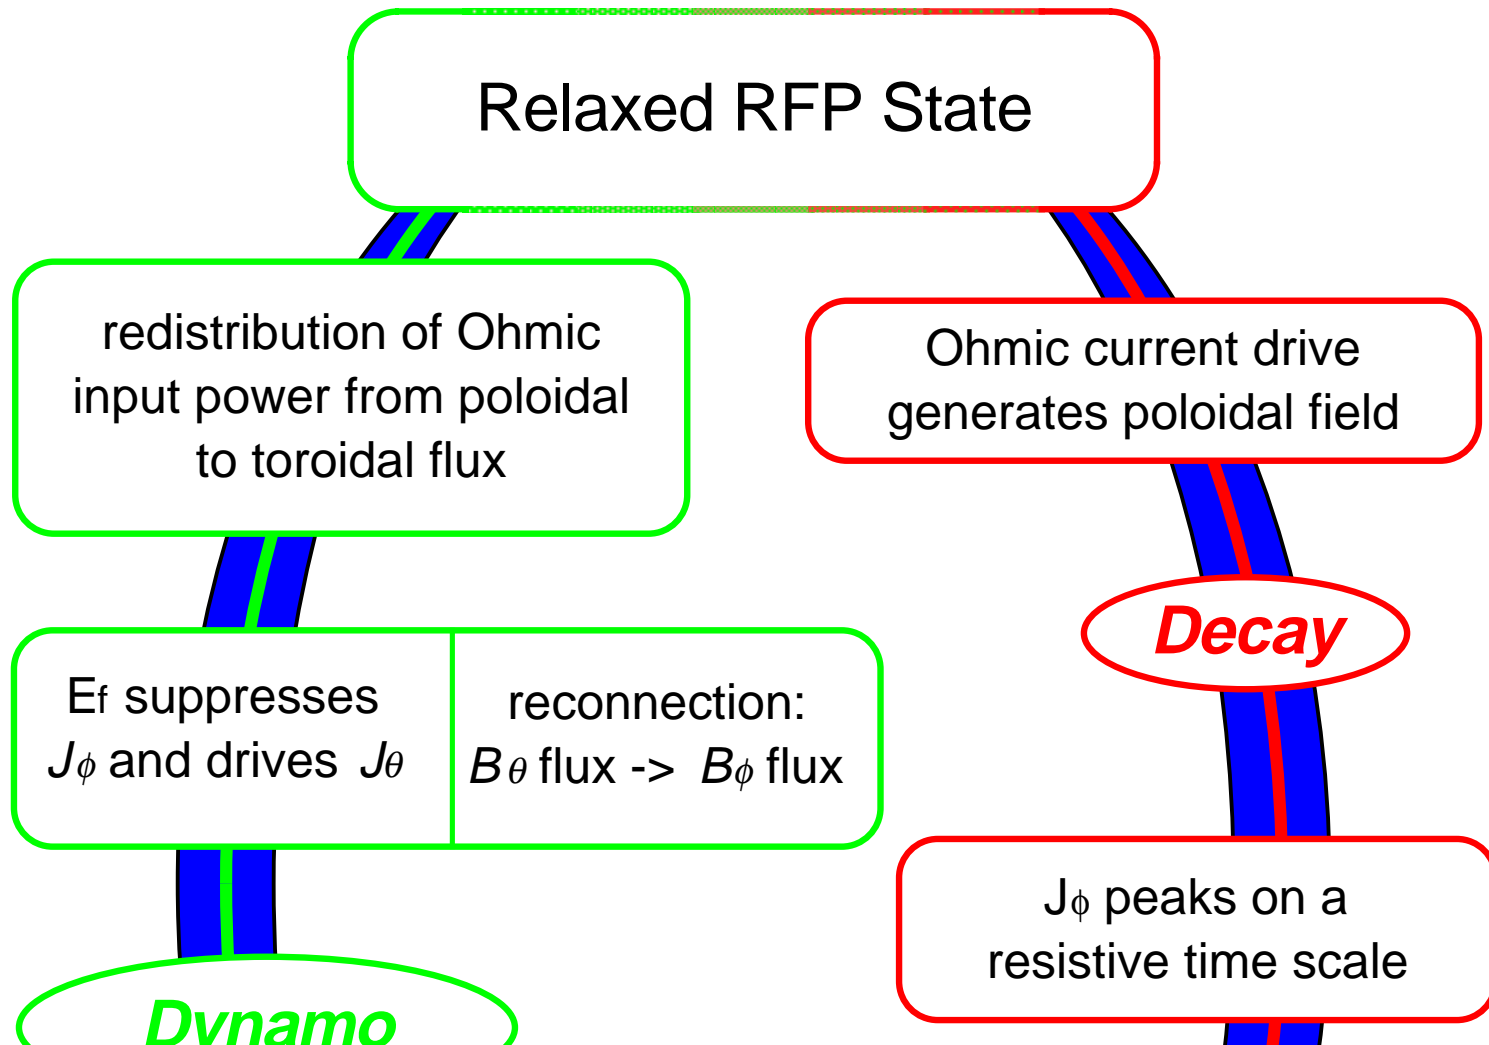 Relaxed RFP State
redistribution of Ohmic
input power from poloidal
to toroidal flux
Ohmic current drive
generates poloidal field
Decay
Ef suppresses
Jϕ and drives Jθ
reconnection:
Bθ flux -> Bϕ flux
Jϕ peaks on a
resistive time scale
Dynamo